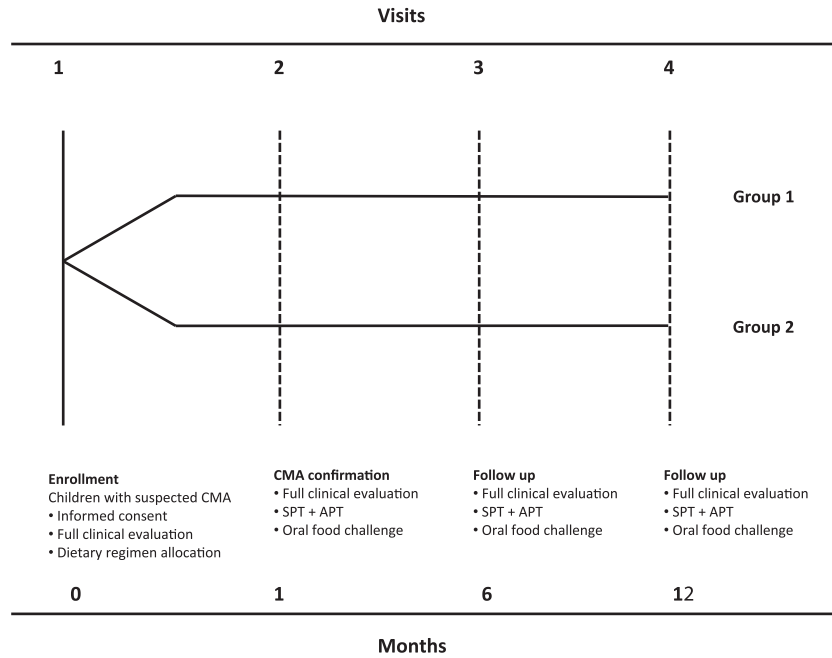 Visits
1 2 3 4
Group 1
Group 2
Enrollment
Children with suspected CMA
• Informed consent
• Full clinical evaluation
• Dietary regimen allocation
CMA confirmation
• Full clinical evaluation
• SPT + APT
• Oral food challenge
Follow up
• Full clinical evaluation
• SPT + APT
• Oral food challenge
Follow up
• Full clinical evaluation
• SPT + APT
• Oral food challenge
0 1 6 12
Months